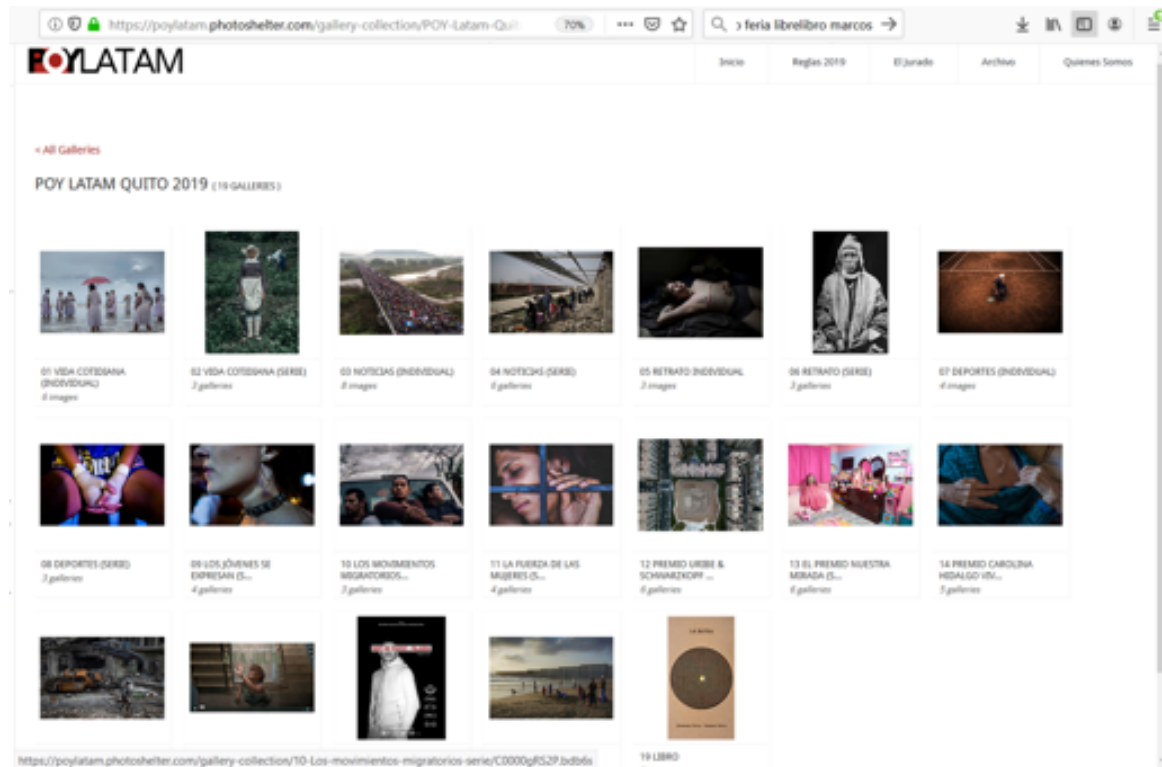 https://poylatam.photoshelter.com/gallery-collection/POY-Latam-Qui
70%
feria librelibro marcos
POYLATAM
Inicio
Reglas 2019
El Jurado
Archivo
Quienes Somos
< All Galleries
POY LATAM QUITO 2019 ( 19 GALLERIES )
01 VIDA COTIDIANA
(INDIVIDUAL)
8 images
02 VIDA COTIDIANA (SERIE)
3 galleries
03 NOTICIAS (INDIVIDUAL)
8 images
04 NOTICIAS (SERIE)
6 galleries
05 RETRATO INDIVIDUAL
3 images
06 RETRATO (SERIE)
3 galleries
07 DEPORTES (INDIVIDUAL)
4 images
08 DEPORTES (SERIE)
3 galleries
09 LOS JÓVENES SE
EXPRESAN (S...
4 galleries
10 LOS MOVIMIENTOS
MIGRATORIOS...
3 galleries
11 LA FUERZA DE LAS
MUJERES (S...
4 galleries
12 PREMIO URIBE &
SCHWARZKOPF ...
6 galleries
13 EL PREMIO NUESTRA
MIRADA (S...
6 galleries
14 PREMIO CAROLINA
HIDALGO VIV...
5 galleries
19 LIBRO
https://poylatam.photoshelter.com/gallery-collection/10-Los-movimientos-migratorios-serie/C0000gRS2P.bdb6s